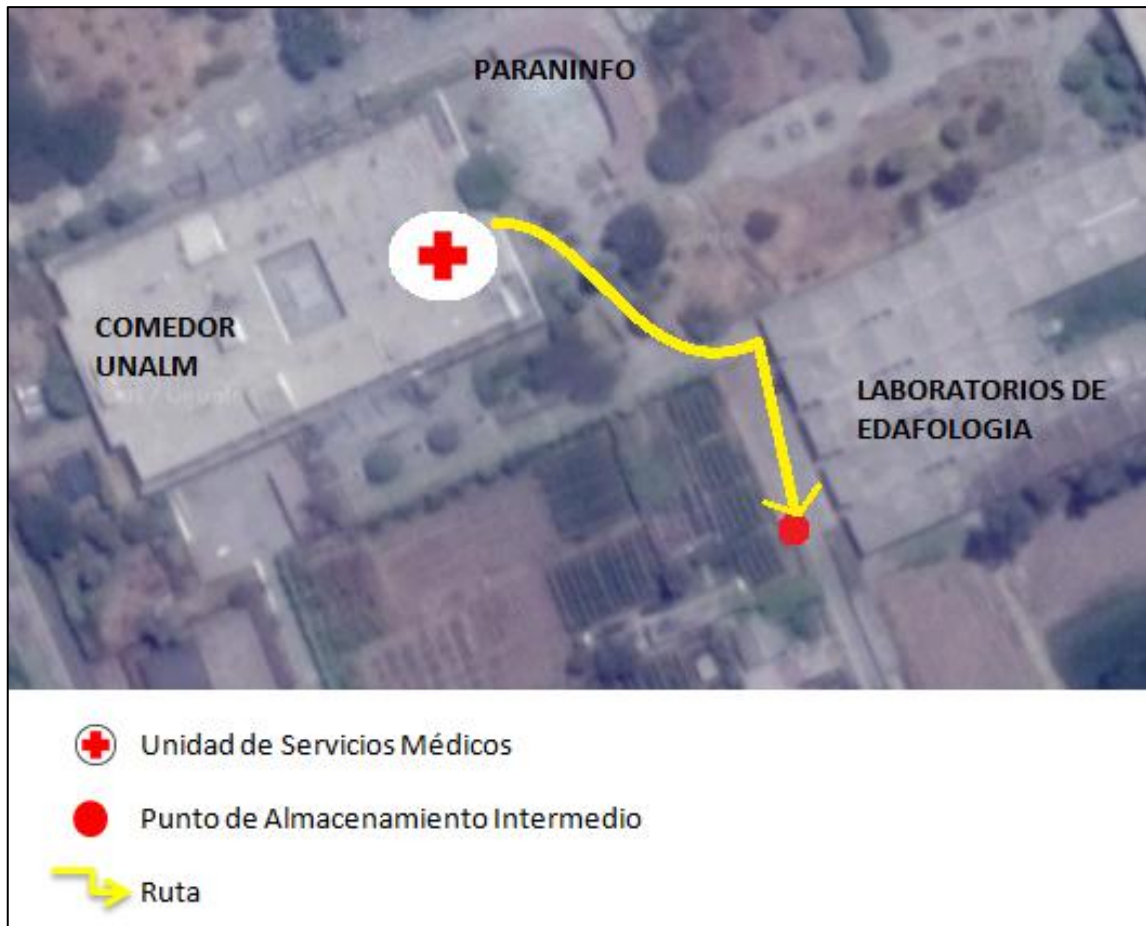 PARANINFO
COMEDOR
UNALM
LABORATORIOS DE
EDAFOLOGIA
Unidad de Servicios Médicos
Punto de Almacenamiento Intermedio
Ruta